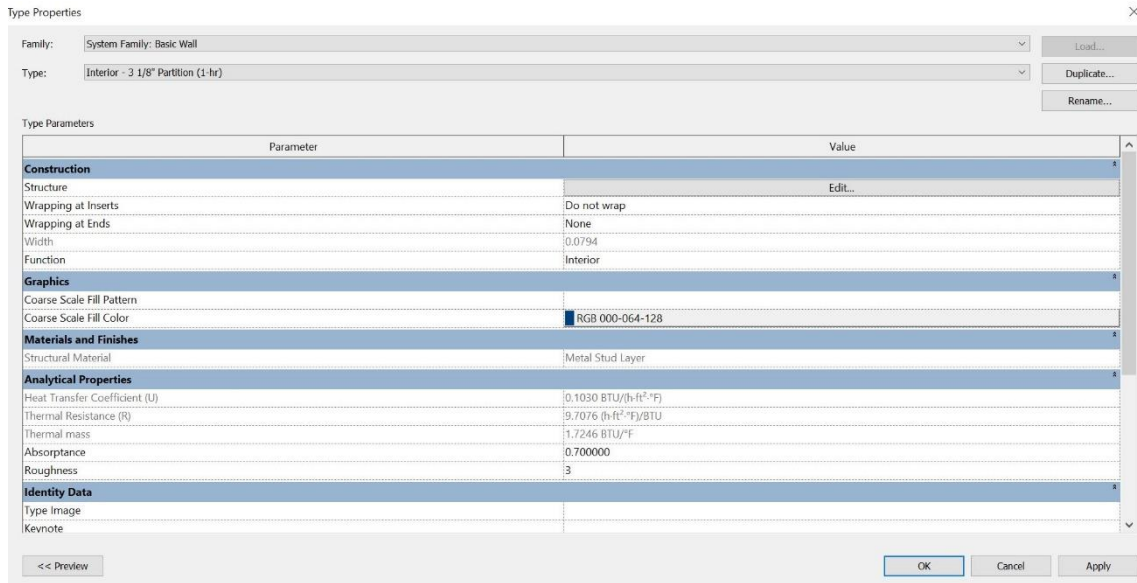 Type Properties
Family: System Family: Basic Wall Load...
Type: Interior - 3 1/8" Partition (1-hr) Duplicate...
Rename...
Type Parameters
Parameter Value
Construction
Structure Edit...
Wrapping at Inserts Do not wrap
Wrapping at Ends None
Width 0.0794
Function Interior
Graphics
Coarse Scale Fill Pattern
Coarse Scale Fill Color RGB 000-064-128
Materials and Finishes
Structural Material Metal Stud Layer
Analytical Properties
Heat Transfer Coefficient (U) 0.1030 BTU/(h·ft²·°F)
Thermal Resistance (R) 9.7076 (h·ft²·°F)/BTU
Thermal mass 1.7246 BTU/°F
Absorptance 0.700000
Roughness 3
Identity Data
Type Image
Keynote
<< Preview OK Cancel Apply